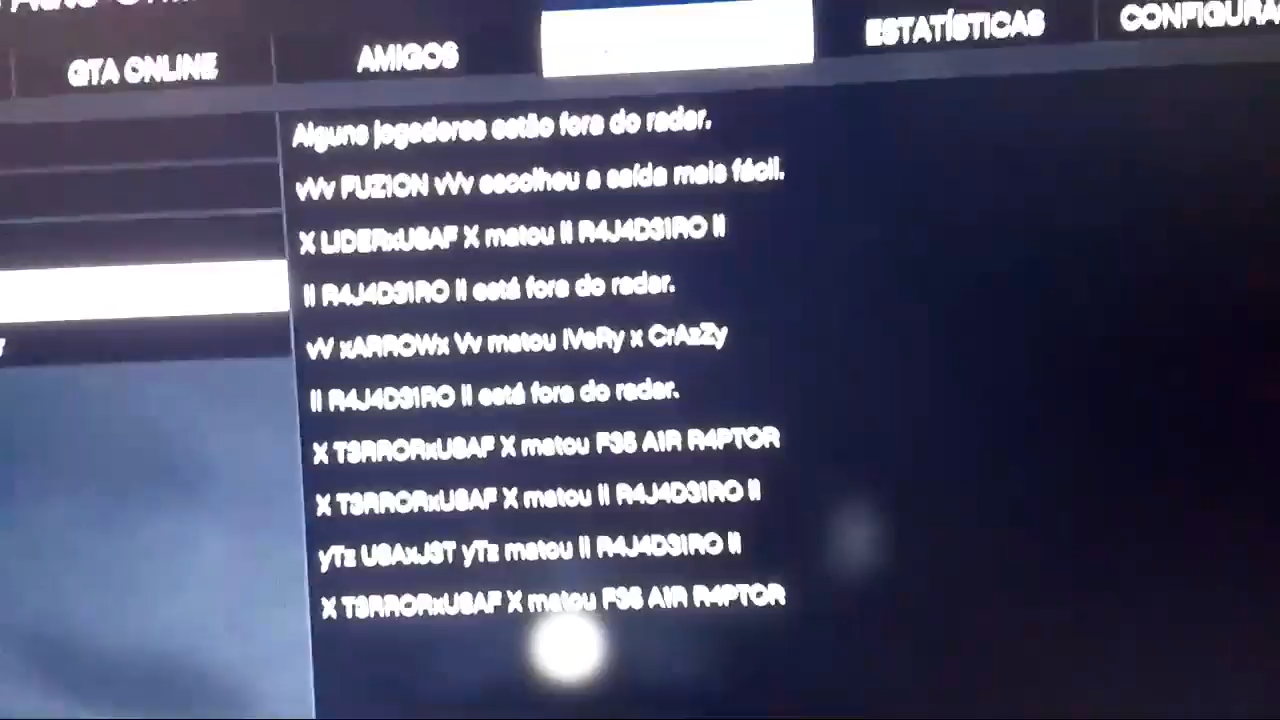 GTA ONLINE
AMIGOS
ESTATÍSTICAS
CONFIGURA
Alguns jogadores estão fora do radar.
vVv FUZION vVv escolheu a saída mais fácil.
X LIDERxUSAF X matou II R4J4D31RO II
II R4J4D31RO II está fora do radar.
vV xARROWx Vv matou iVeRy x CrAzZy
II R4J4D31RO II está fora do radar.
X T3RRORxUSAF X matou F35 A1R R4PTOR
X T3RRORxUSAF X matou II R4J4D31RO II
yTz USAxJ3T yTz matou II R4J4D31RO II
X T3RRORxUSAF X matou F35 A1R R4PTOR